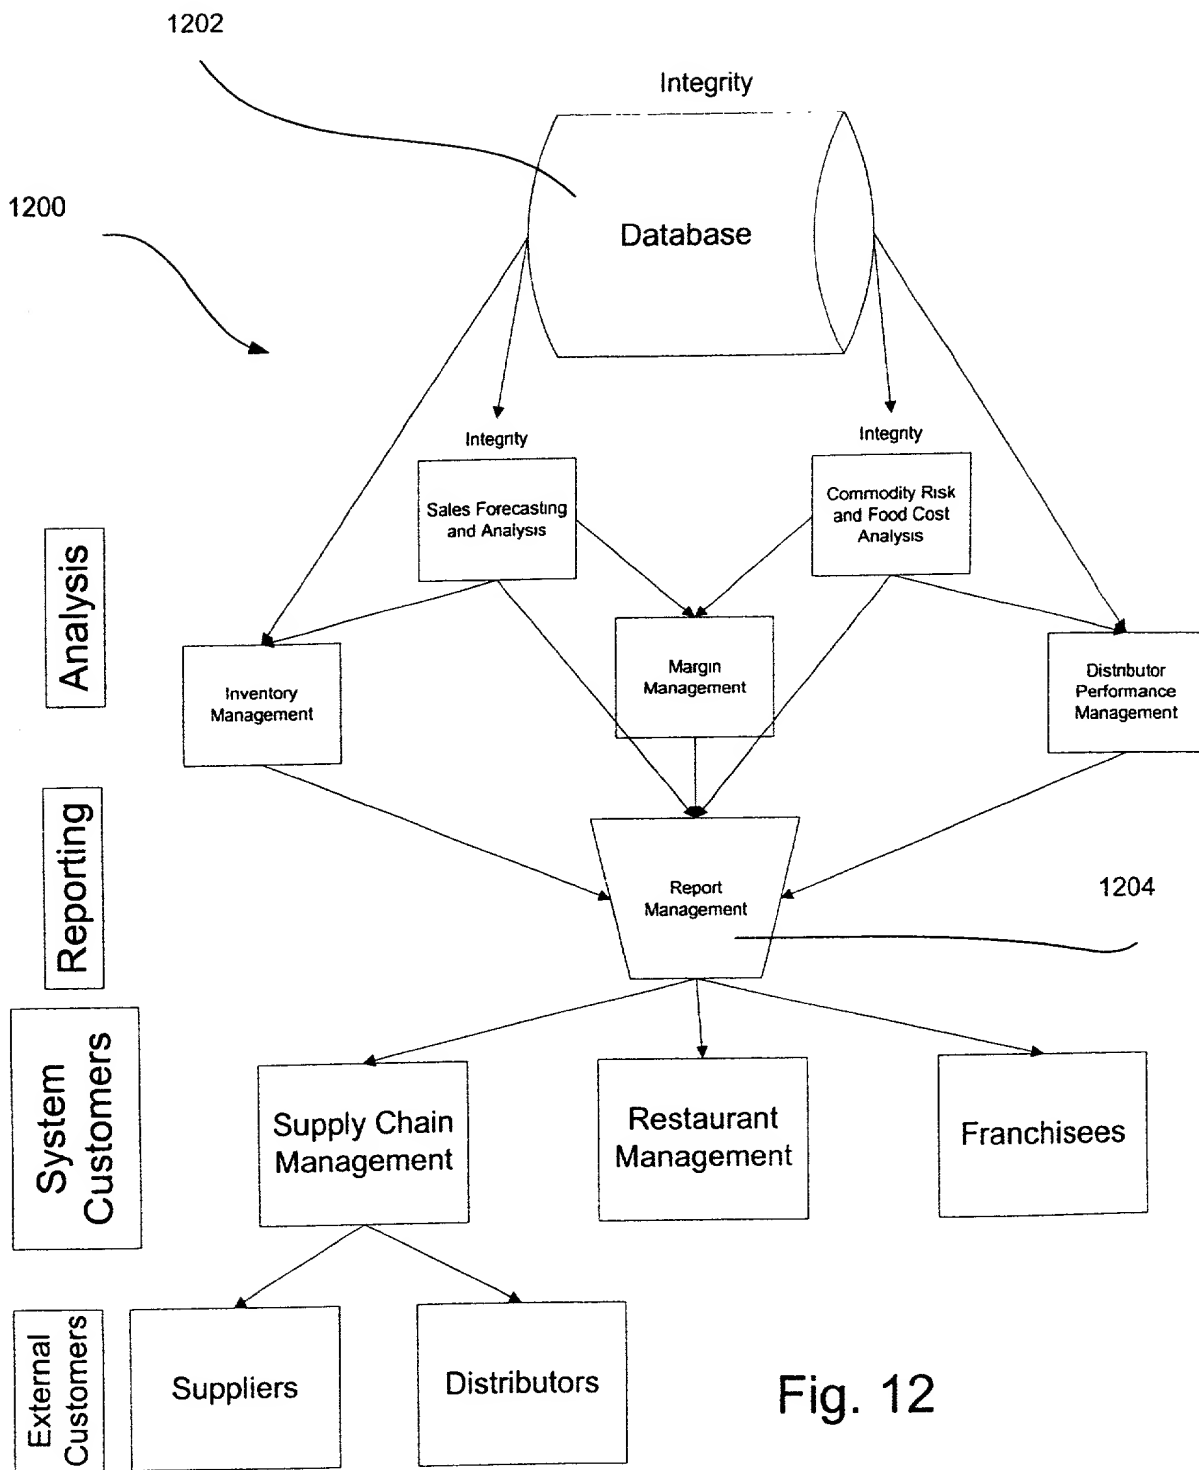 1202
Integrity
1200
Database
Integrity
Integrity
Sales Forecasting
and Analysis
Commodity Risk
and Food Cost
Analysis
Analysis
Inventory
Management
Margin
Management
Distributor
Performance
Management
Reporting
Report
Management
1204
System
Customers
Supply Chain
Management
Restaurant
Management
Franchisees
External
Customers
Suppliers
Distributors
Fig. 12